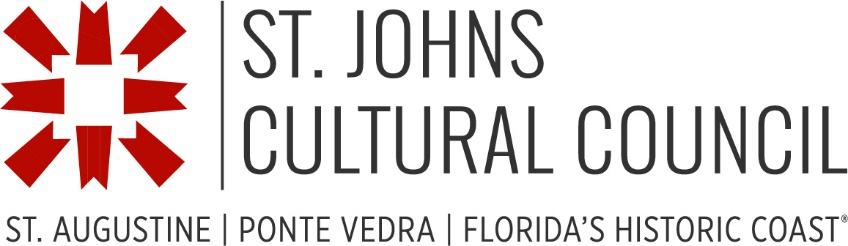 ST. JOHNS
CULTURAL COUNCIL
ST. AUGUSTINE | PONTE VEDRA | FLORIDA'S HISTORIC COAST®